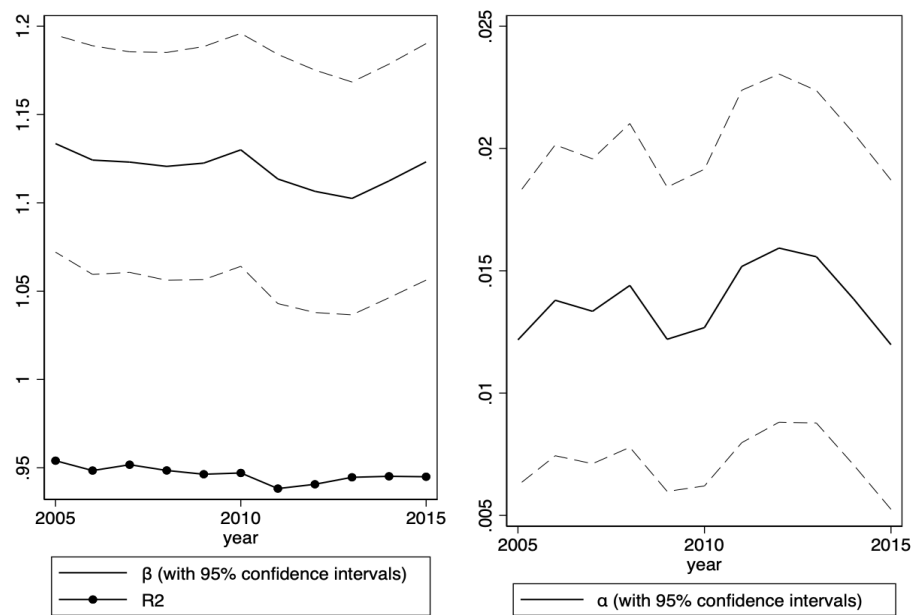 1.2
1.15
1.1
1.05
1
.95
2005 2010 2015
year
β (with 95% confidence intervals)
R2
.025
.02
.015
.01
.005
2005 2010 2015
year
α (with 95% confidence intervals)